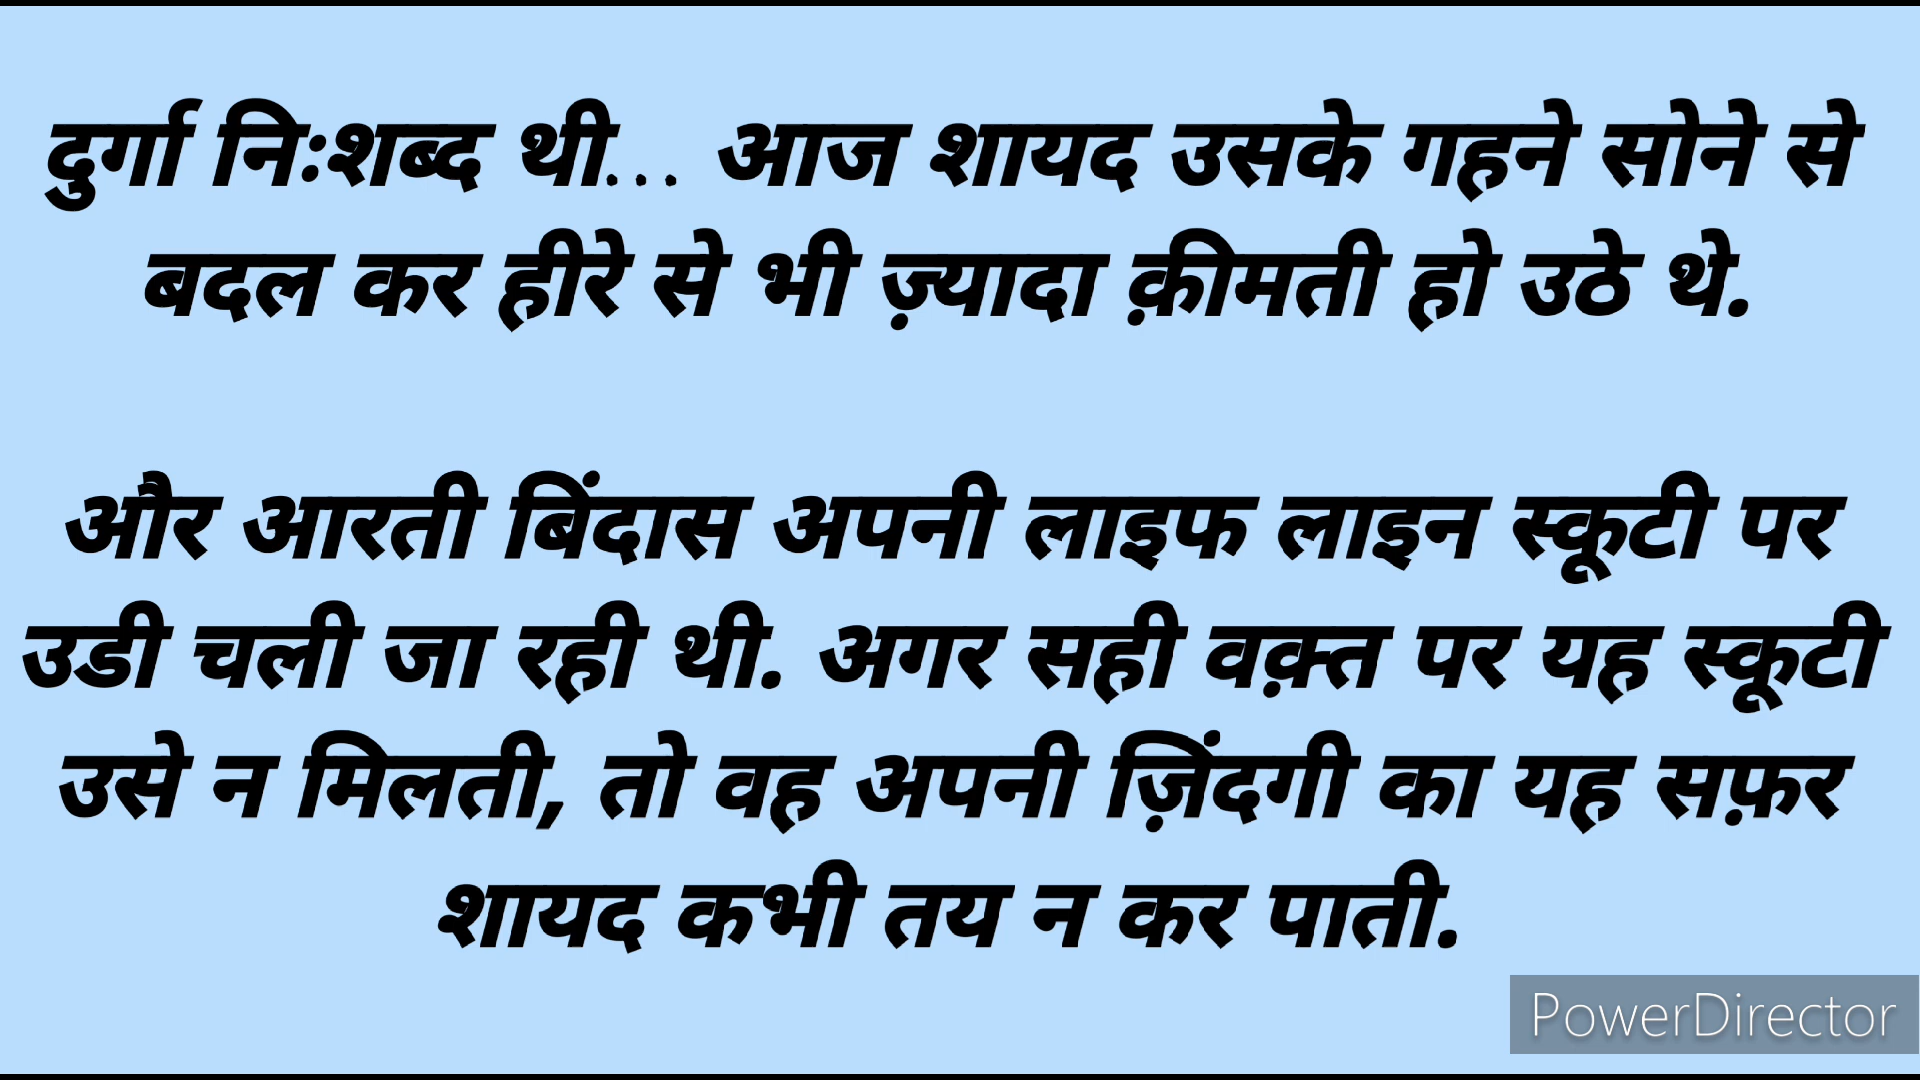 दुर्गा नि:शब्द थी... आज शायद उसके गहने सोने से
बदल कर हीरे से भी ज़्यादा क़ीमती हो उठे थे.
और आरती बिंदास अपनी लाइफ लाइन स्कूटी पर
उडी चली जा रही थी. अगर सही वक़्त पर यह स्कूटी
उसे न मिलती, तो वह अपनी ज़िंदगी का यह सफ़र
शायद कभी तय न कर पाती.
PowerDirector